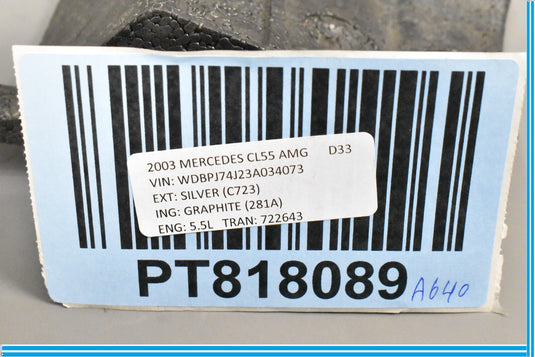 2003 MERCEDES CL55 AMG D33
VIN: WDBPJ74J23A034073
EXT: SILVER (C723)
ING: GRAPHITE (281A)
ENG: 5.5L TRAN: 722643
PT818089 A640